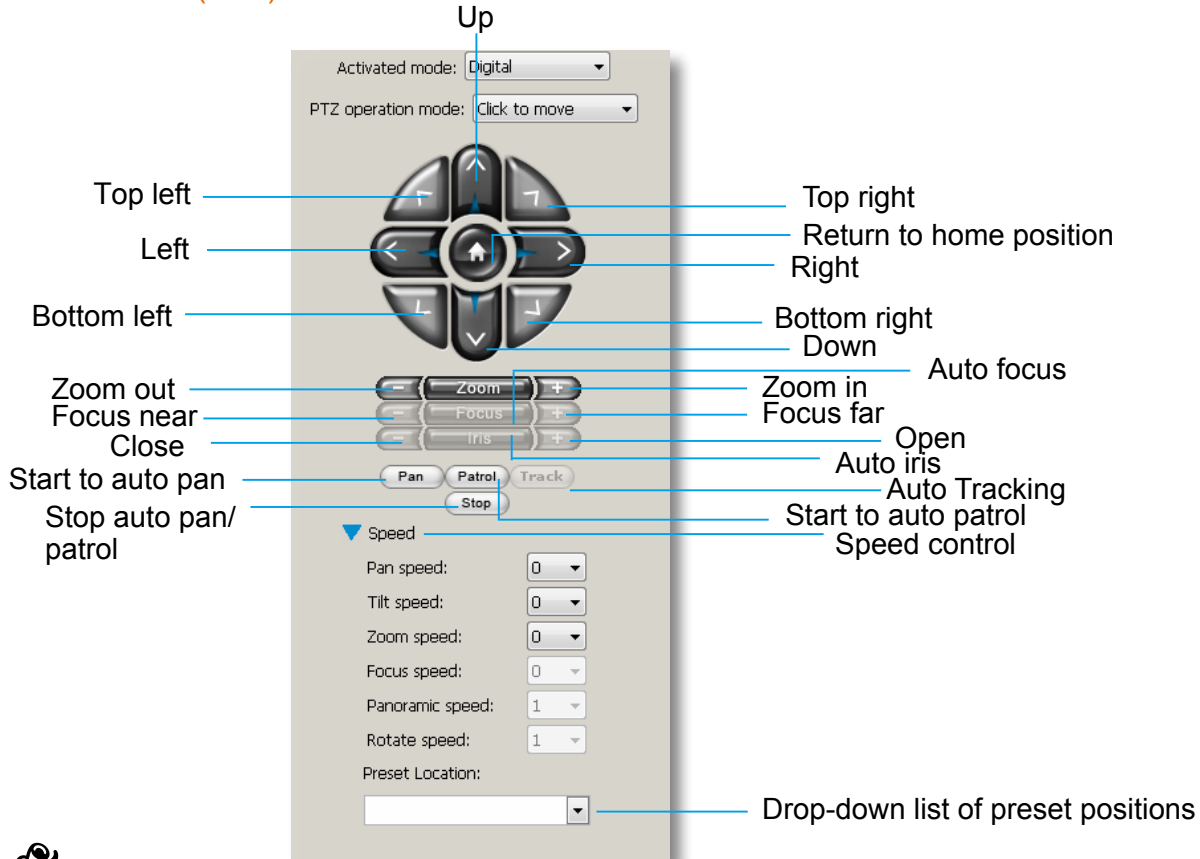 Up
Activated mode: Digital
PTZ operation mode: Click to move
Top left
Top right
Return to home position
Left
Right
Bottom left
Bottom right
Down
Auto focus
Zoom out
Zoom
Zoom in
Focus near
Focus
Focus far
Close
Iris
Open
Auto iris
Start to auto pan
Pan
Patrol
Track
Auto Tracking
Stop auto pan/
patrol
Stop
Start to auto patrol
Speed
Speed control
Pan speed: 0
Tilt speed: 0
Zoom speed: 0
Focus speed: 0
Panoramic speed: 1
Rotate speed: 1
Preset Location:
Drop-down list of preset positions